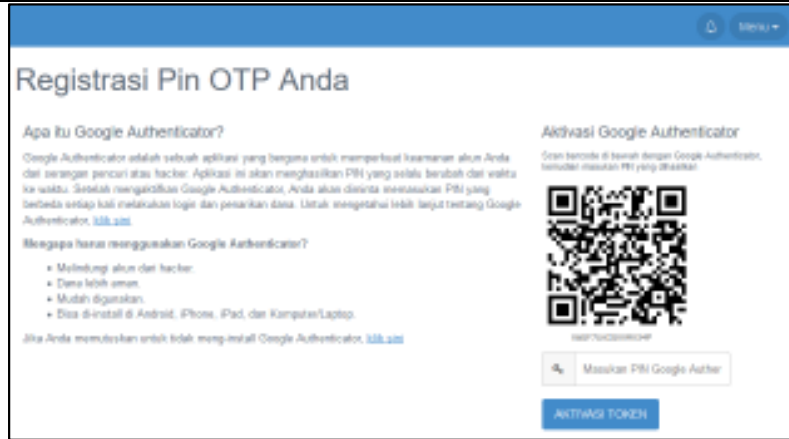 Menu
Registrasi Pin OTP Anda
Apa itu Google Authenticator?
Google Authenticator adalah sebuah aplikasi yang berguna untuk memperkuat keamanan akun Anda
dari serangan pencuri atau hacker. Aplikasi ini akan menghasilkan PIN yang selalu berubah dari waktu
ke waktu. Setelah mengaktifkan Google Authenticator, Anda akan diminta memasukan PIN yang
berbeda setiap kali melakukan login dan penarikan dana. Untuk mengetahui lebih lanjut tentang Google
Authenticator, klik sini
Mengapa harus menggunakan Google Authenticator?
Melindungi akun dari hacker.
Dana lebih aman.
Mudah digunakan.
Bisa di-install di Android, iPhone, iPad, dan Komputer/Laptop.
Jika Anda memutuskan untuk tidak meng-install Google Authenticator, klik sini
Aktivasi Google Authenticator
Scan barcode di bawah dengan Google Authenticator,
kemudian masukan PIN yang dihasilkan
Masukan PIN Google Auther
AKTIVASI TOKEN